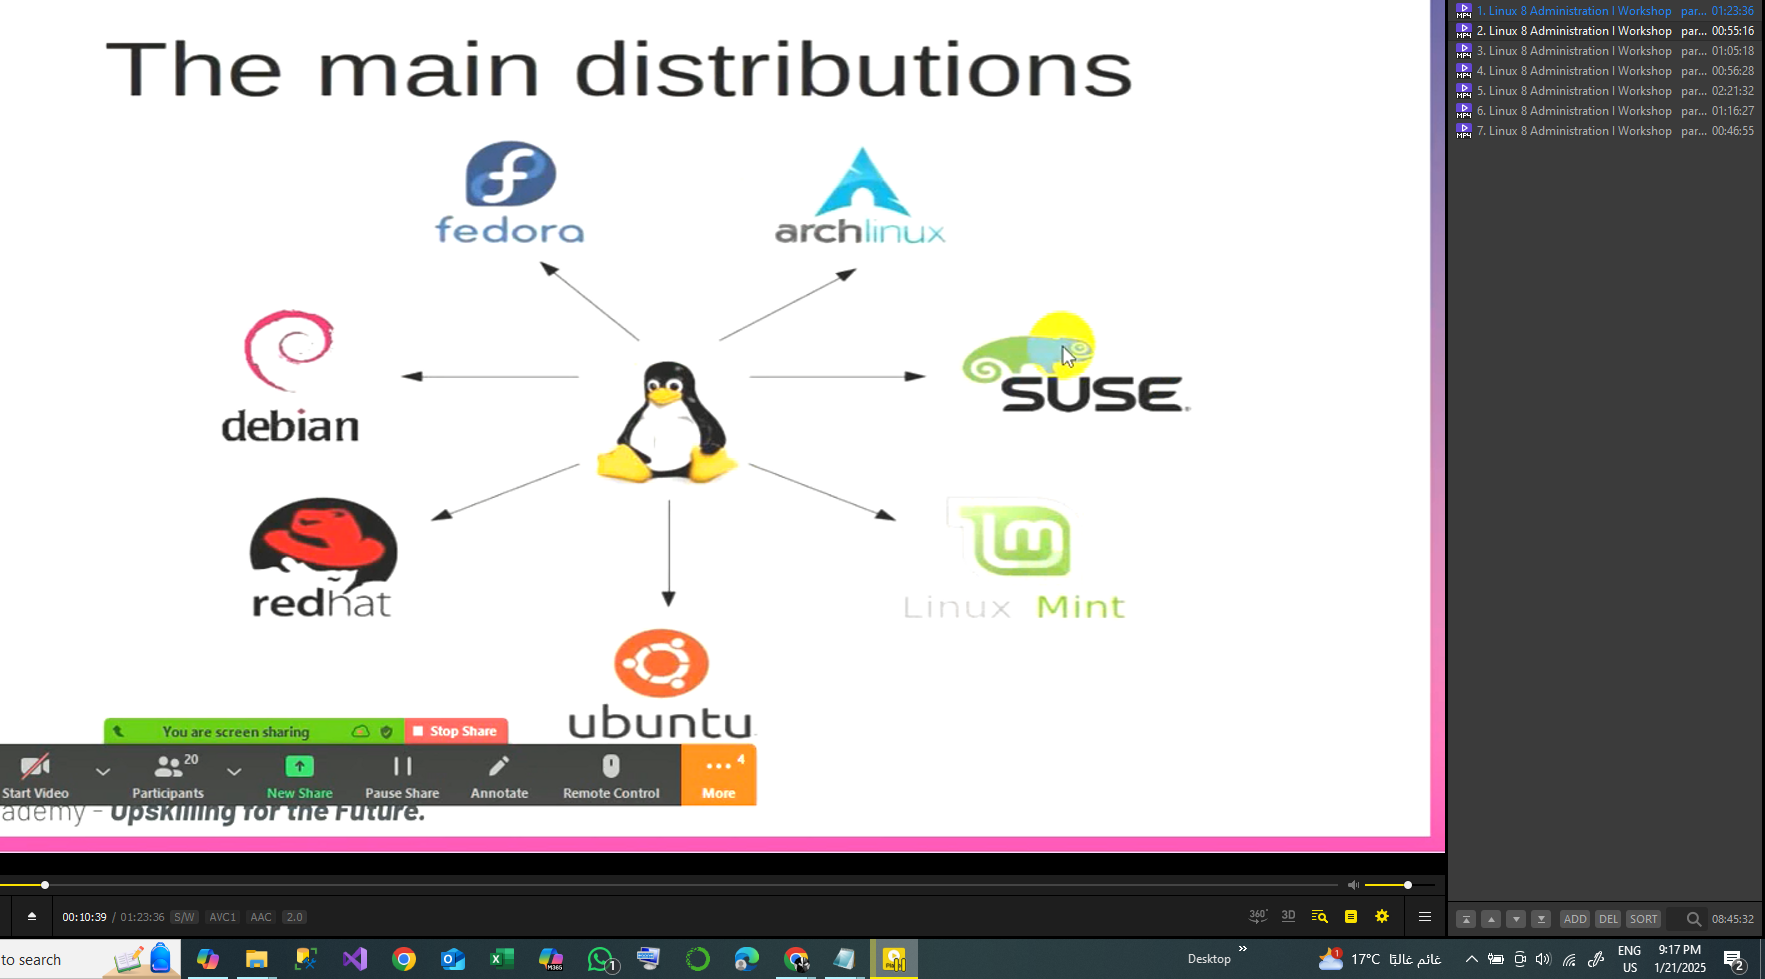 The main distributions
fedora
archlinux
debian
SUSE
redhat
Linux Mint
ubuntu
You are screen sharing
Stop Share
Start Video
20
Participants
New Share
Pause Share
Annotate
Remote Control
4
More
ademy - Upskilling for the Future.
1. Linux 8 Administration I Workshop par... 01:23:36
2. Linux 8 Administration I Workshop par... 00:55:16
3. Linux 8 Administration I Workshop par... 01:05:18
4. Linux 8 Administration I Workshop par... 00:56:28
5. Linux 8 Administration I Workshop par... 02:21:32
6. Linux 8 Administration I Workshop par... 01:16:27
7. Linux 8 Administration I Workshop par... 00:46:55
00:10:39 / 01:23:36 S/W AVC1 AAC 2.0
360° 3D
ADD DEL SORT 08:45:32
to search
M365
1
Desktop
1
17°C غالبًا غائم
ENG
US
9:17 PM
1/21/2025
2